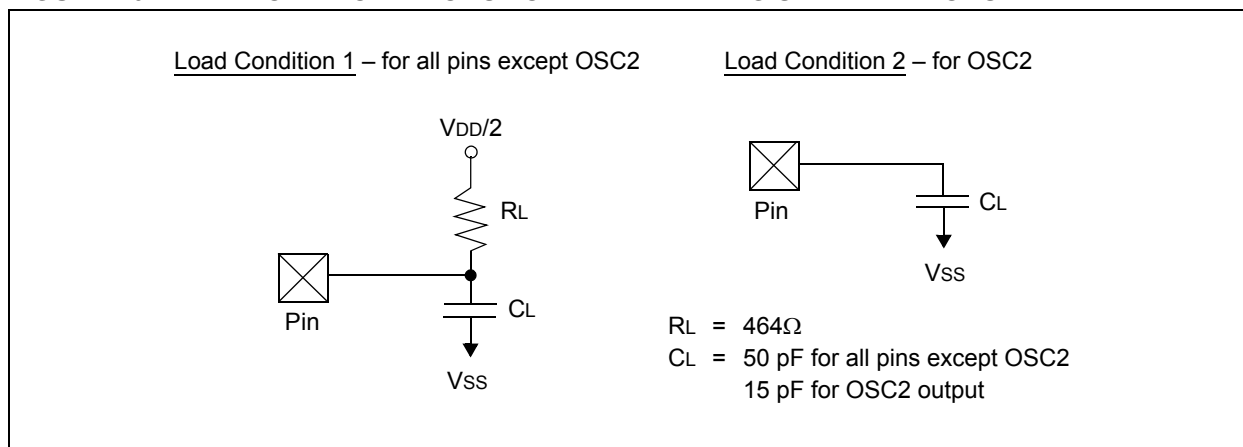 Load Condition 1 – for all pins except OSC2
Load Condition 2 – for OSC2
VDD/2
RL
Pin
CL
VSS
Pin
CL
VSS
RL = 464Ω
CL = 50 pF for all pins except OSC2
15 pF for OSC2 output